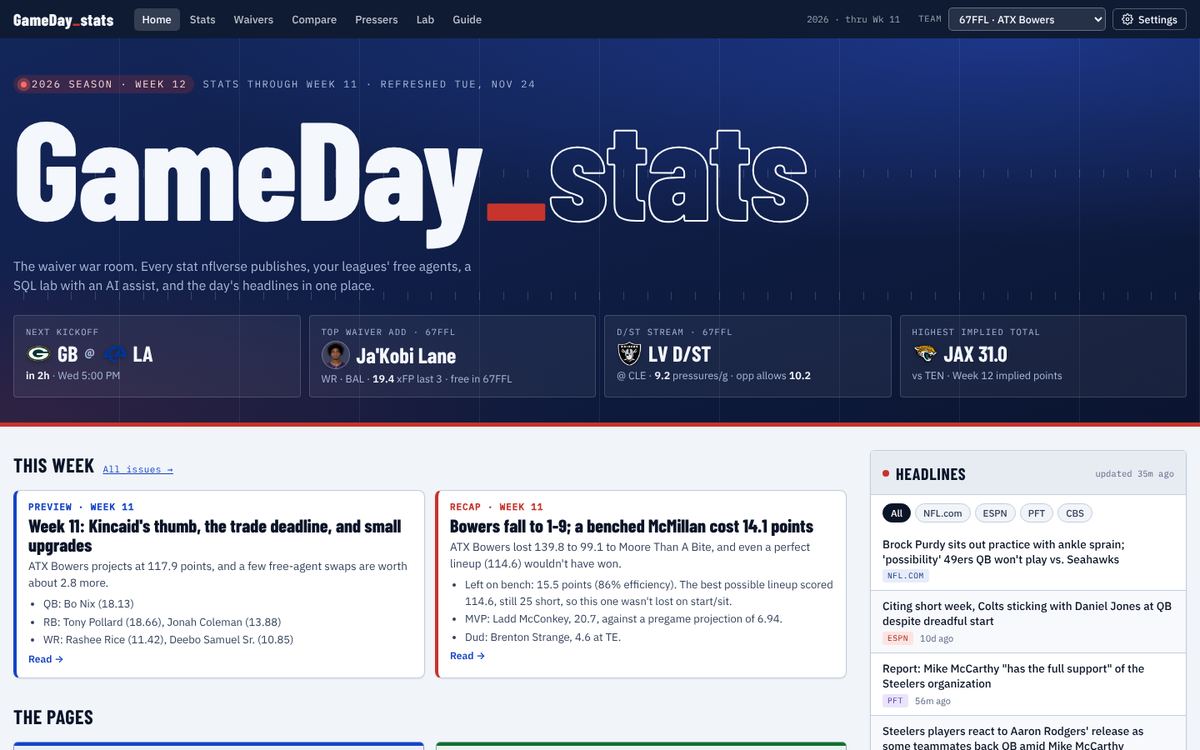 GameDay_stats
Home
Stats
Waivers
Compare
Pressers
Lab
Guide
2026 · thru Wk 11
TEAM
67FFL · ATX Bowers
Settings
2026 SEASON · WEEK 12
STATS THROUGH WEEK 11 · REFRESHED TUE, NOV 24
GameDay_stats
The waiver war room. Every stat nflverse publishes, your leagues' free agents, a
SQL lab with an AI assist, and the day's headlines in one place.
NEXT KICKOFF
GB @ LA
in 2h · Wed 5:00 PM
TOP WAIVER ADD · 67FFL
Ja'Kobi Lane
WR · BAL · 19.4 xFP last 3 · free in 67FFL
D/ST STREAM · 67FFL
LV D/ST
@ CLE · 9.2 pressures/g · opp allows 10.2
HIGHEST IMPLIED TOTAL
JAX 31.0
vs TEN · Week 12 implied points
THIS WEEK
All issues →
PREVIEW · WEEK 11
Week 11: Kincaid's thumb, the trade deadline, and small
upgrades
ATX Bowers projects at 117.9 points, and a few free-agent swaps are worth
about 2.8 more.
• QB: Bo Nix (18.13)
• RB: Tony Pollard (18.66), Jonah Coleman (13.88)
• WR: Rashee Rice (11.42), Deebo Samuel Sr. (10.85)
Read →
RECAP · WEEK 11
Bowers fall to 1-9; a benched McMillan cost 14.1 points
ATX Bowers lost 139.8 to 99.1 to Moore Than A Bite, and even a perfect
lineup (114.6) wouldn't have won.
• Left on bench: 15.5 points (86% efficiency). The best possible lineup scored
114.6, still 25 short, so this one wasn't lost on start/sit.
• MVP: Ladd McConkey, 20.7, against a pregame projection of 6.94.
• Dud: Brenton Strange, 4.6 at TE.
Read →
THE PAGES
HEADLINES
updated 35m ago
All
NFL.com
ESPN
PFT
CBS
Brock Purdy sits out practice with ankle sprain;
'possibility' 49ers QB won't play vs. Seahawks
NFL.COM
Citing short week, Colts sticking with Daniel Jones at QB
despite dreadful start
ESPN 10d ago
Report: Mike McCarthy "has the full support" of the
Steelers organization
PFT 56m ago
Steelers players react to Aaron Rodgers' release as
some teammates back QB amid Mike McCarthy